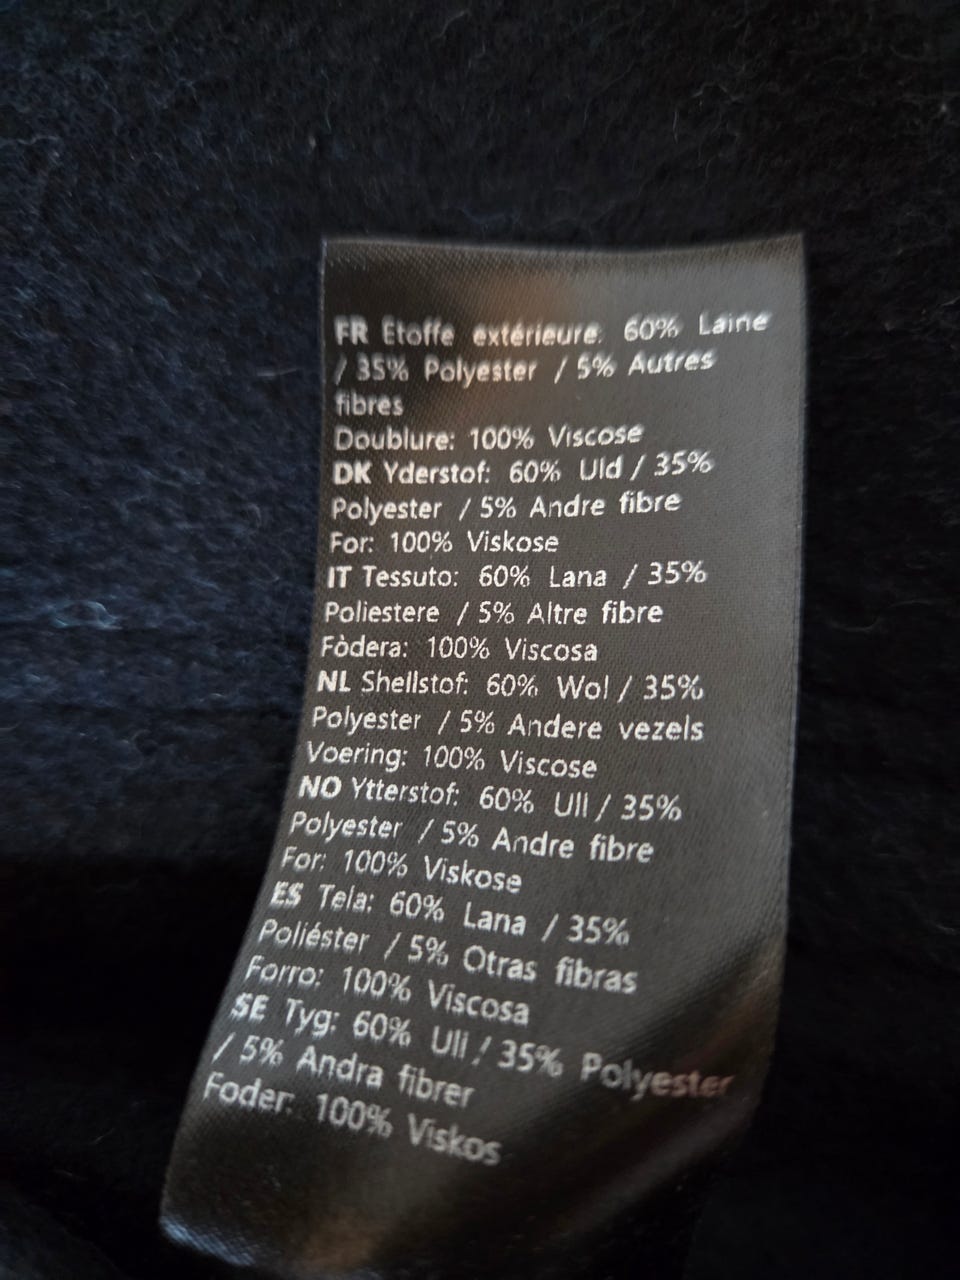 FR Etoffe extérieure: 60% Laine
/ 35% Polyester / 5% Autres
fibres
Doublure: 100% Viscose
DK Yderstof: 60% Uld / 35%
Polyester / 5% Andre fibre
For: 100% Viskose
IT Tessuto: 60% Lana / 35%
Poliestere / 5% Altre fibre
Fòdera: 100% Viscosa
NL Shellstof: 60% Wol / 35%
Polyester / 5% Andere vezels
Voering: 100% Viscose
NO Ytterstof: 60% Ull / 35%
Polyester / 5% Andre fibre
For: 100% Viskose
ES Tela: 60% Lana / 35%
Poliéster / 5% Otras fibras
Forro: 100% Viscosa
SE Tyg: 60% Ull / 35% Polyester
/ 5% Andra fibrer
Foder: 100% Viskos